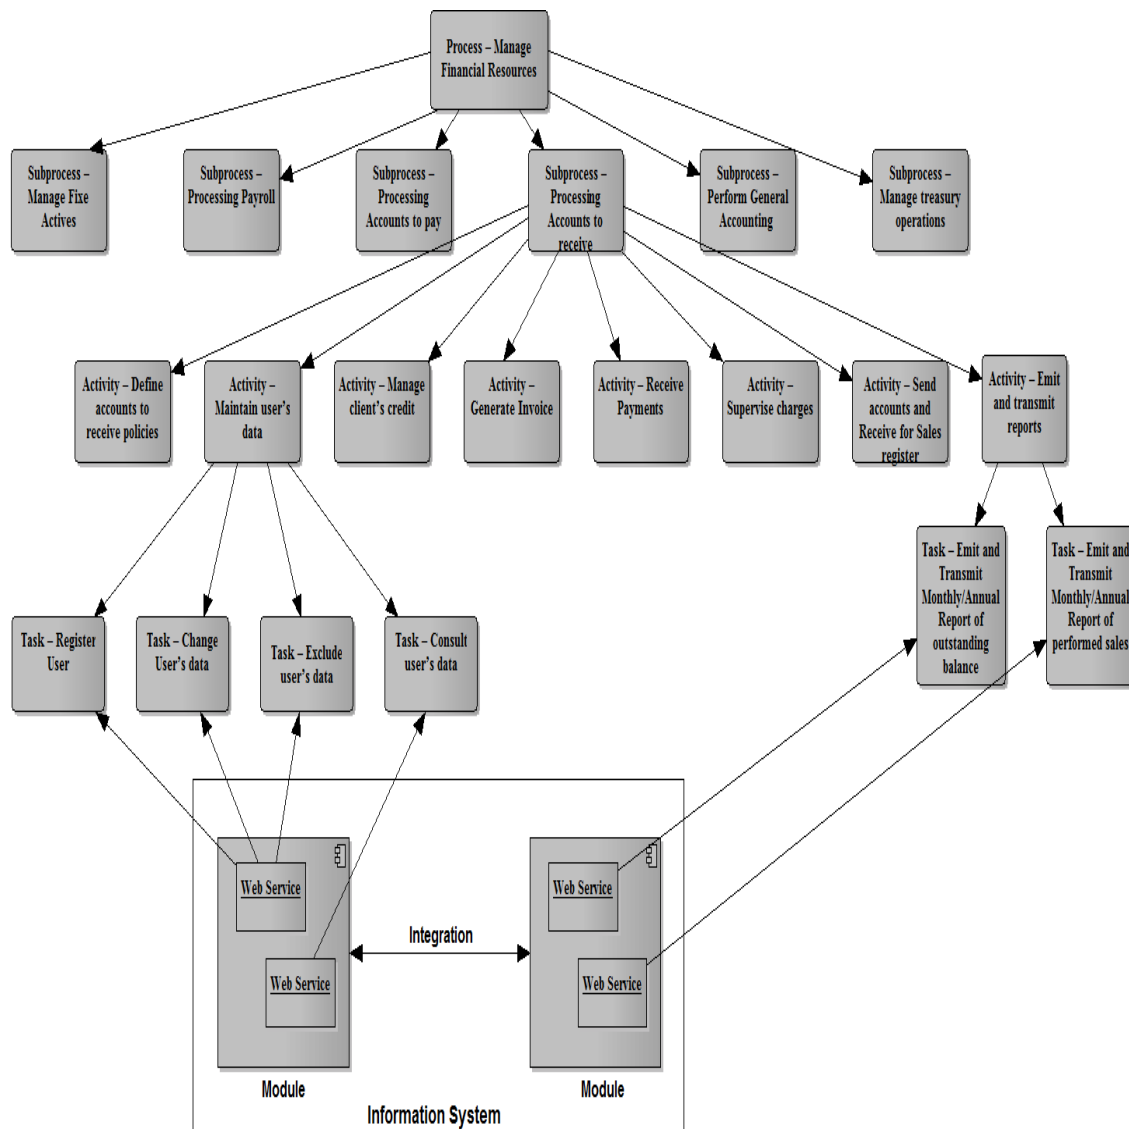 Process – Manage
Financial Resources
Subprocess –
Manage Fixe
Actives
Subprocess –
Processing Payroll
Subprocess –
Processing
Accounts to pay
Subprocess –
Processing
Accounts to
receive
Subprocess –
Perform General
Accounting
Subprocess –
Manage treasury
operations
Activity – Define
accounts to
receive policies
Activity –
Maintain user's
data
Activity – Manage
client's credit
Activity –
Generate Invoice
Activity – Receive
Payments
Activity –
Supervise charges
Activity – Send
accounts and
Receive for Sales
register
Activity – Emit
and transmit
reports
Task – Register
User
Task – Change
User's data
Task – Exclude
user's data
Task – Consult
user's data
Task – Emit and
Transmit
Monthly/Annual
Report of
outstanding
balance
Task – Emit and
Transmit
Monthly/Annual
Report of
performed sales
Web Service
Web Service
Integration
Web Service
Web Service
Module
Module
Information System